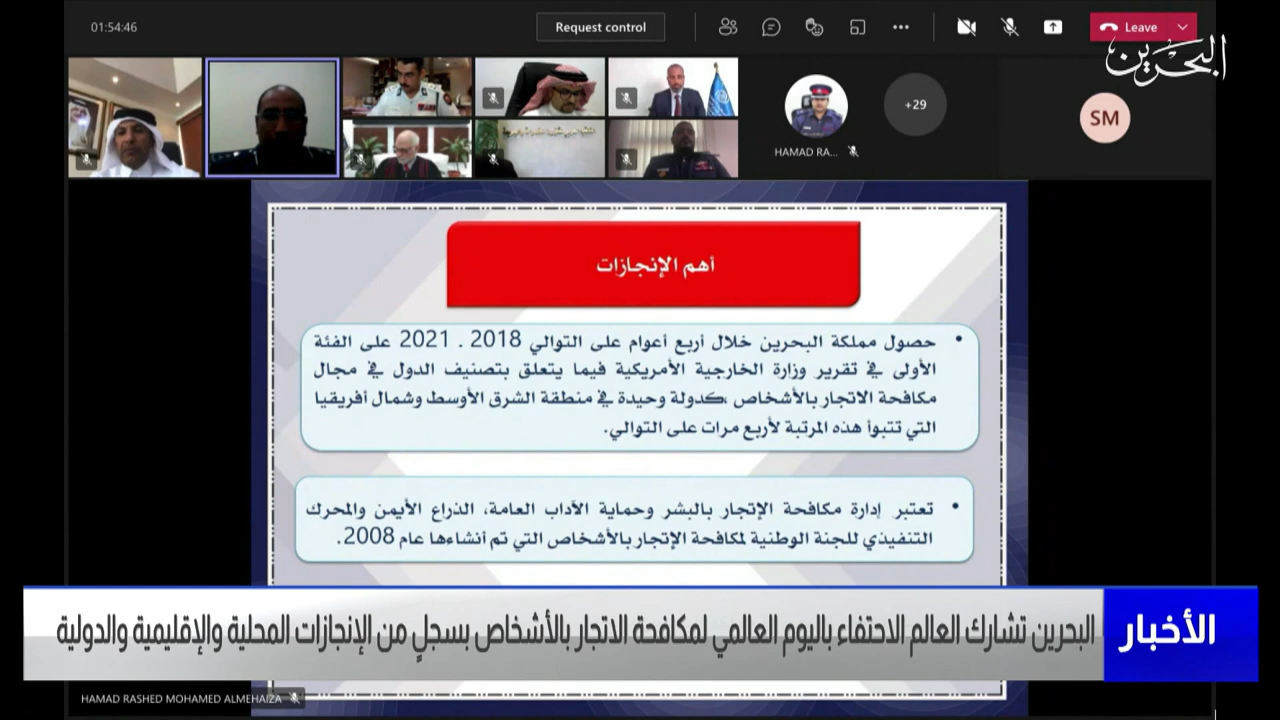 01:54:46
Request control
Leave
البحرين
+29
SM
HAMAD RA...
أهم الإنجازات
• حصول مملكة البحرين خلال أربع أعوام على التوالي 2018 . 2021 على الفئة
الأولى في تقرير وزارة الخارجية الأمريكية فيما يتعلق بتصنيف الدول في مجال
مكافحة الاتجار بالأشخاص ،كدولة وحيدة في منطقة الشرق الأوسط وشمال أفريقيا
التي تتبوأ هذه المرتبة لأربع مرات على التوالي.
• تعتبر إدارة مكافحة الإتجار بالبشر وحماية الآداب العامة، الذراع الأيمن والمحرك
التنفيذي للجنة الوطنية لمكافحة الإتجار بالأشخاص التي تم أنشاءها عام 2008.
الأخبار
البحرين تشارك العالم الاحتفاء باليوم العالمي لمكافحة الاتجار بالأشخاص بسجلٍ من الإنجازات المحلية والإقليمية والدولية
HAMAD RASHED MOHAMED ALMEHAIZA